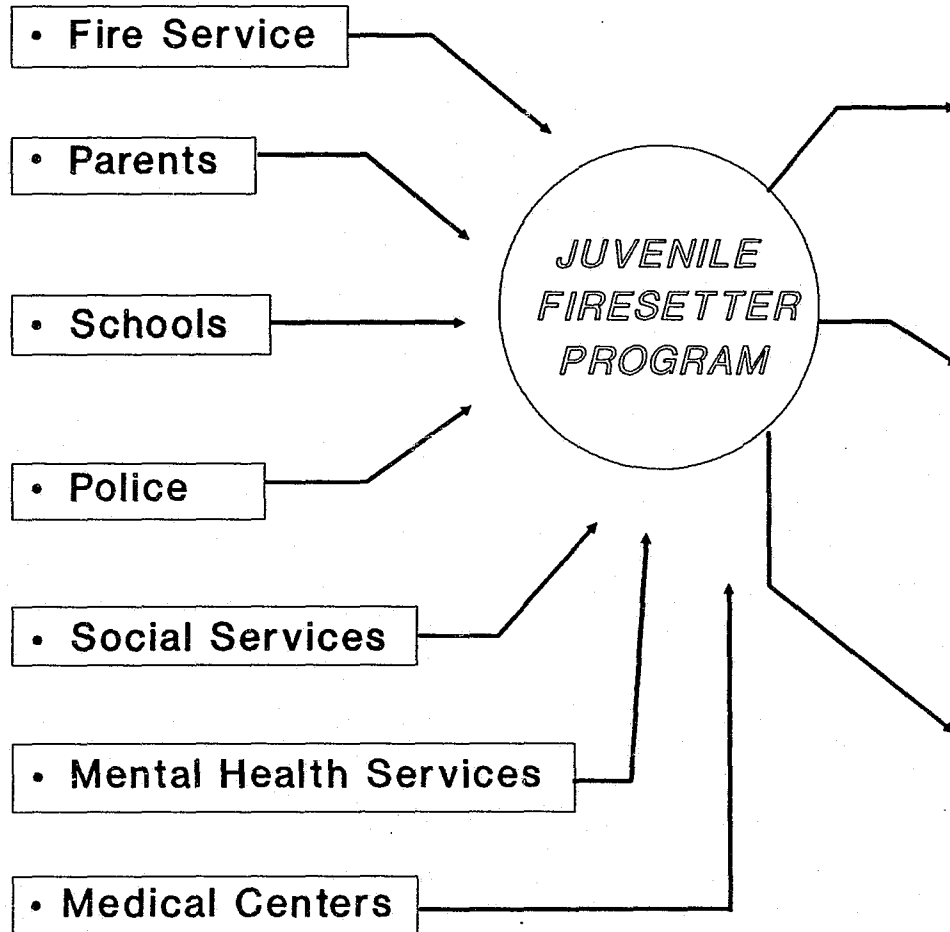 • Fire Service
• Parents
• Schools
• Police
• Social Services
• Mental Health Services
• Medical Centers
JUVENILE
FIRESETTER
PROGRAM